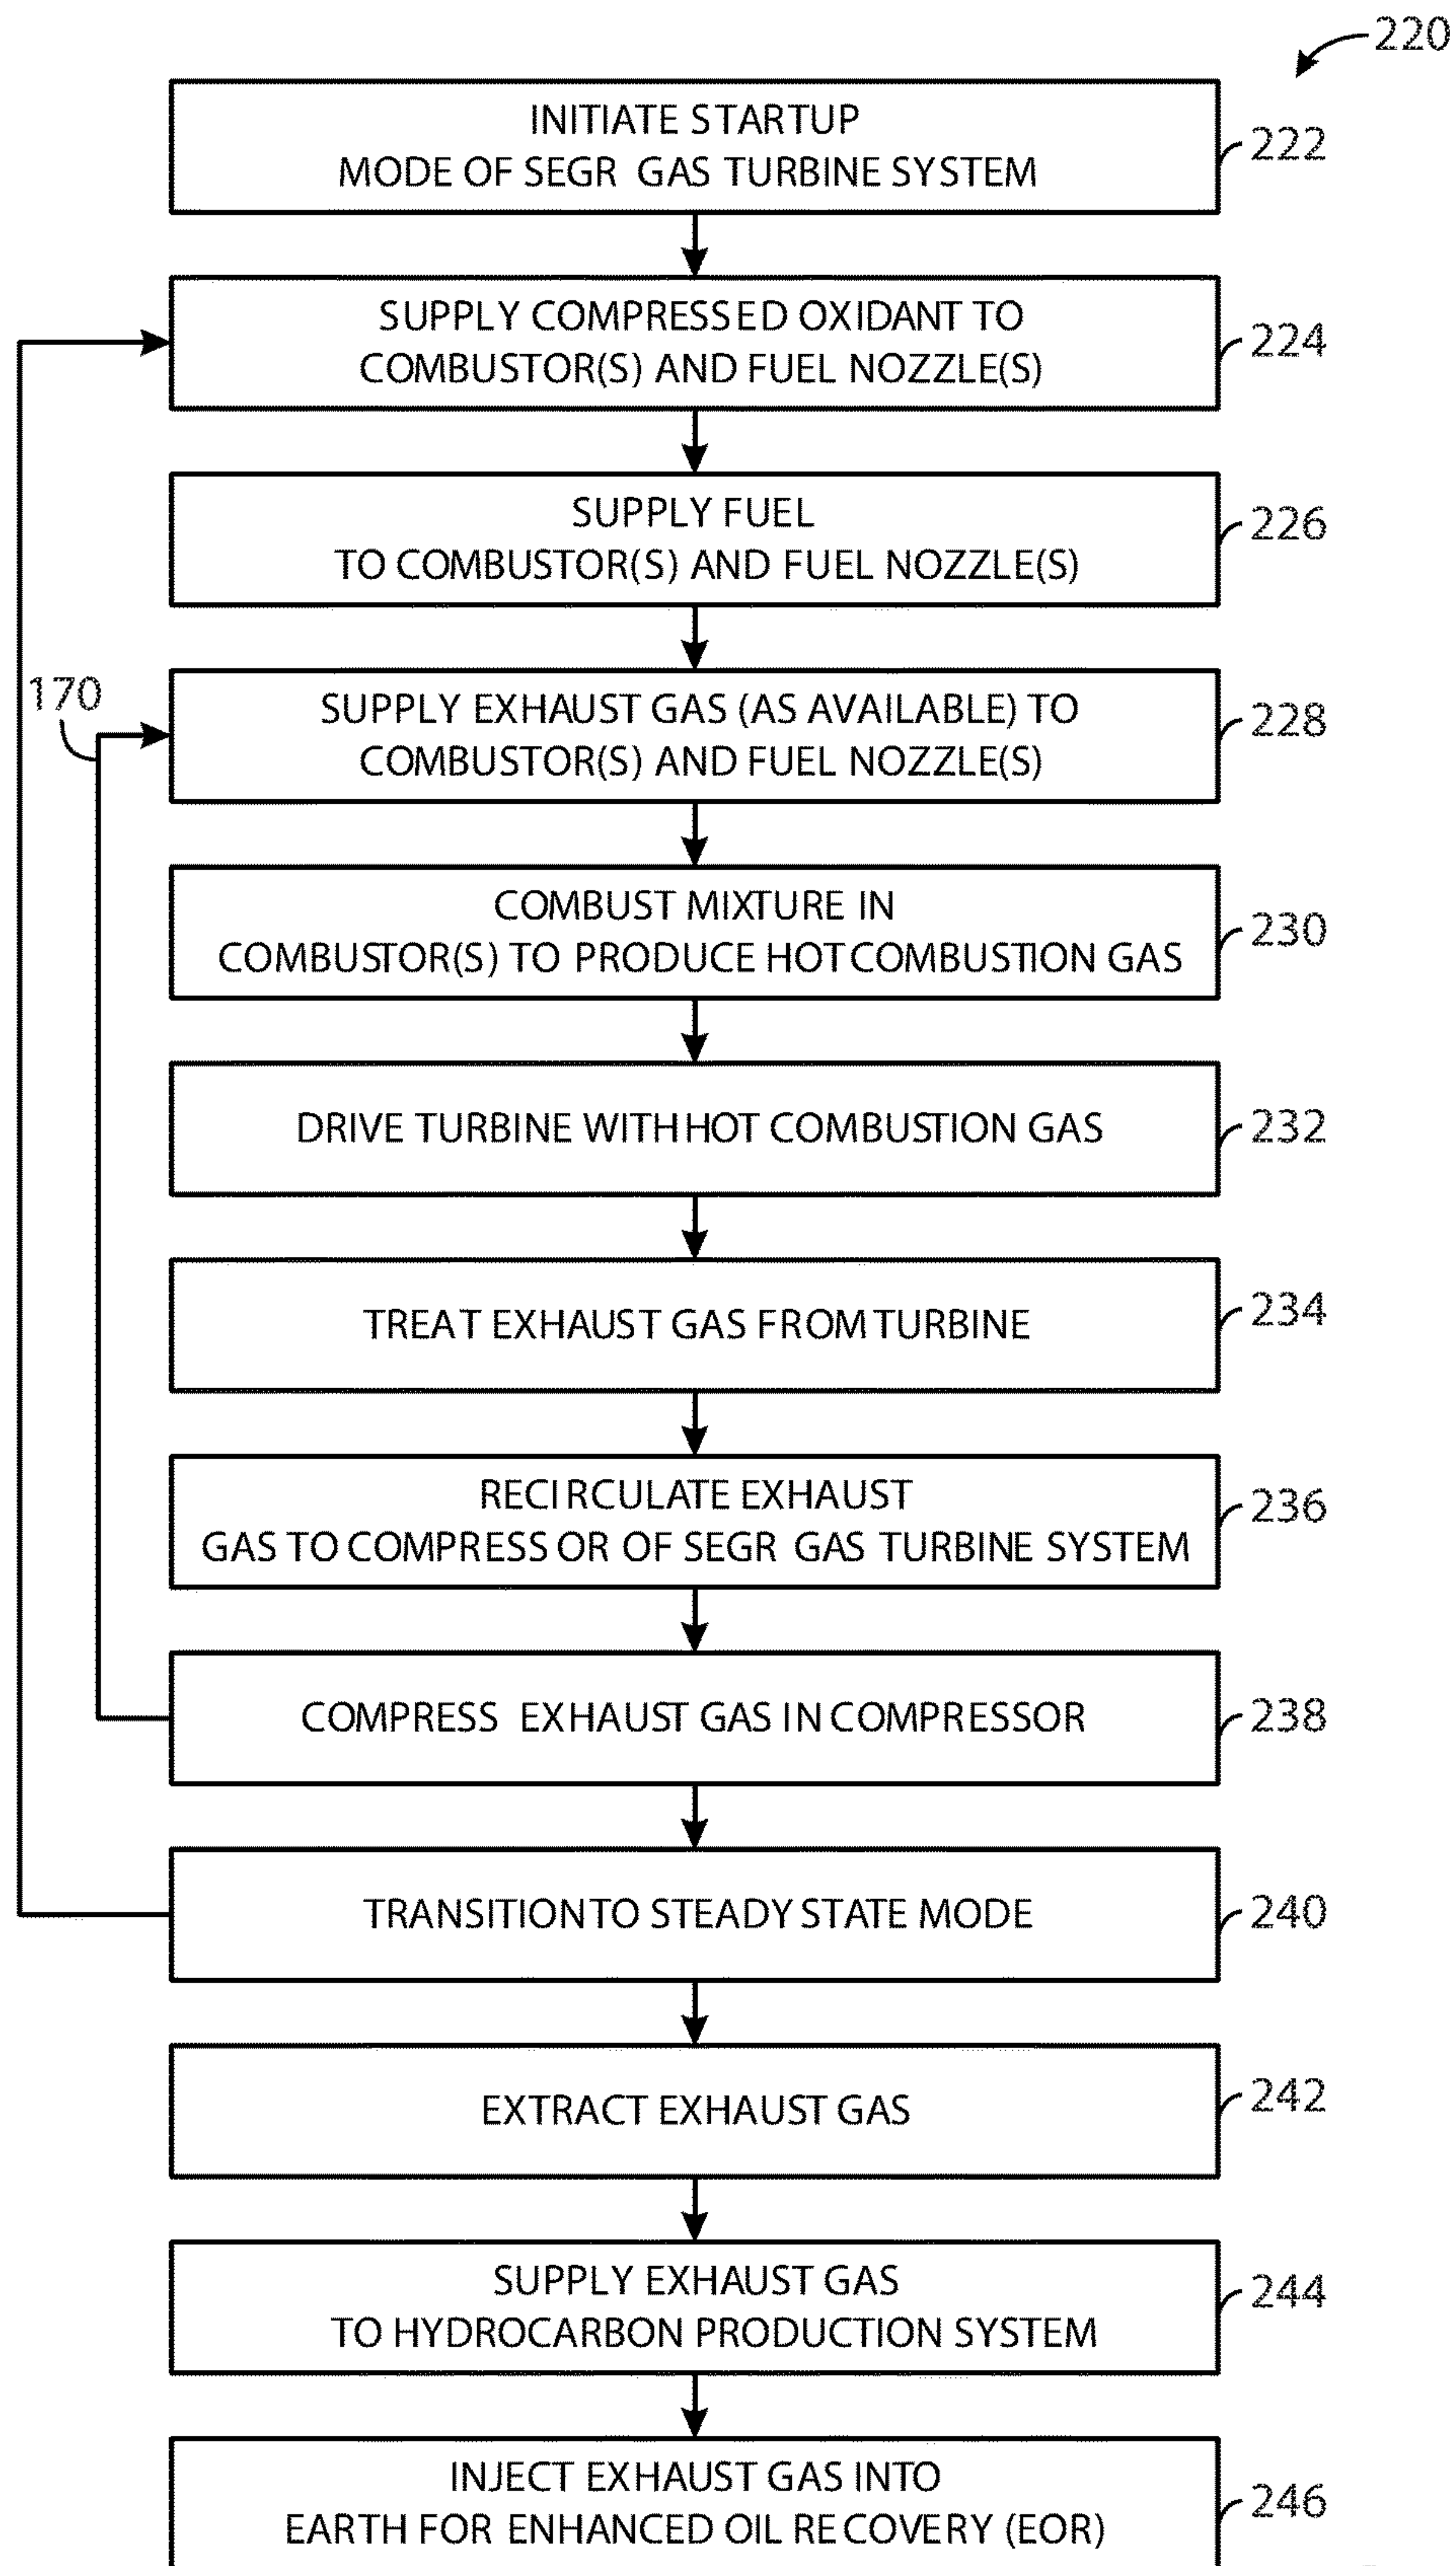 220
INITIATE STARTUP
MODE OF SEGR GAS TURBINE SYSTEM
222
SUPPLY COMPRESSED OXIDANT TO
COMBUSTOR(S) AND FUEL NOZZLE(S)
224
SUPPLY FUEL
TO COMBUSTOR(S) AND FUEL NOZZLE(S)
226
170
SUPPLY EXHAUST GAS (AS AVAILABLE) TO
COMBUSTOR(S) AND FUEL NOZZLE(S)
228
COMBUST MIXTURE IN
COMBUSTOR(S) TO PRODUCE HOT COMBUSTION GAS
230
DRIVE TURBINE WITH HOT COMBUSTION GAS
232
TREAT EXHAUST GAS FROM TURBINE
234
RECIRCULATE EXHAUST
GAS TO COMPRESSOR OF SEGR GAS TURBINE SYSTEM
236
COMPRESS EXHAUST GAS IN COMPRESSOR
238
TRANSITION TO STEADY STATE MODE
240
EXTRACT EXHAUST GAS
242
SUPPLY EXHAUST GAS
TO HYDROCARBON PRODUCTION SYSTEM
244
INJECT EXHAUST GAS INTO
EARTH FOR ENHANCED OIL RECOVERY (EOR)
246